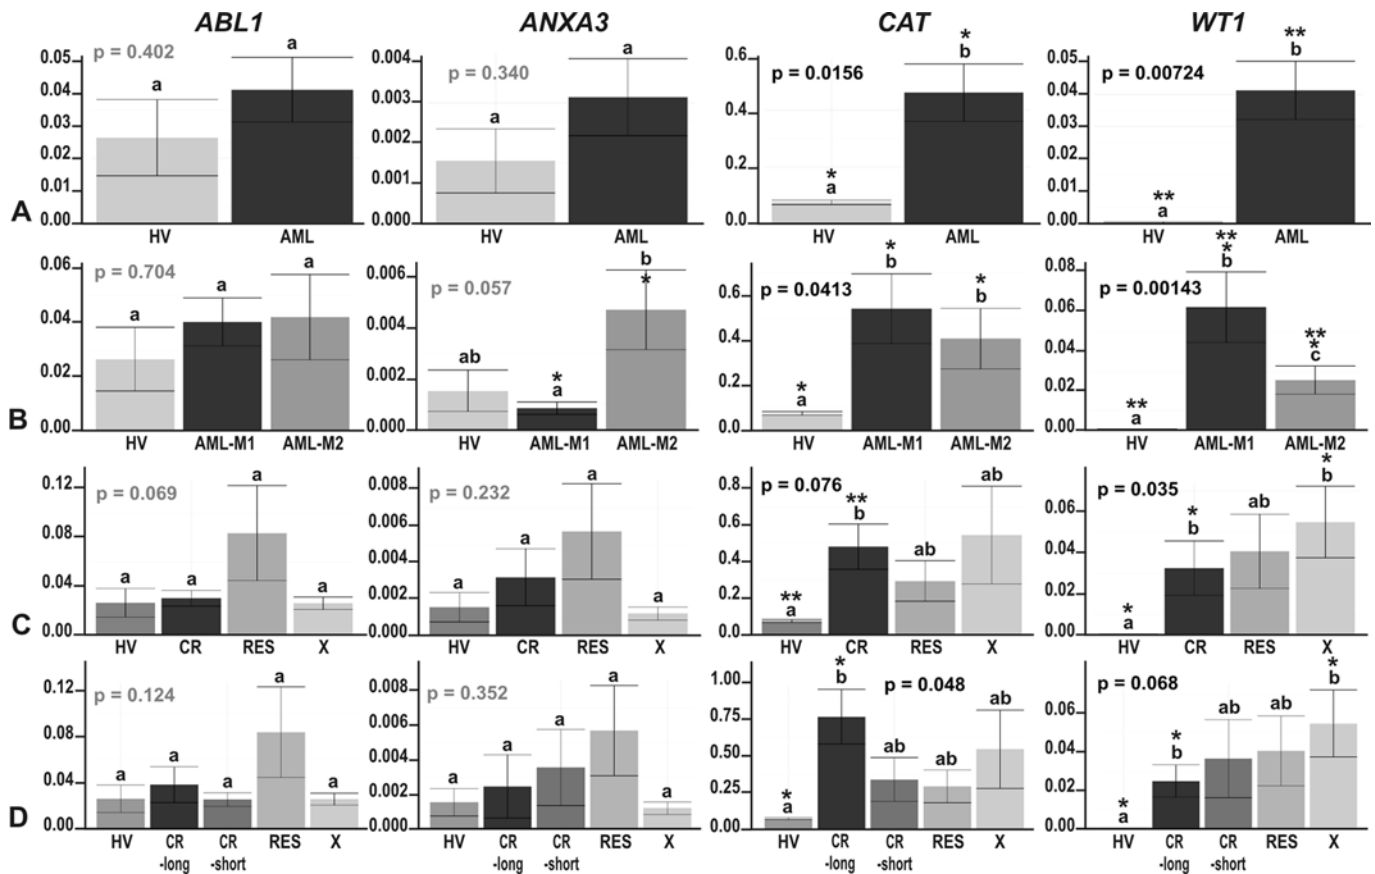 ABL1 ANXA3 CAT WT1
A
0.05 0.04 0.03 0.02 0.01 0.00
p = 0.402
a a
HV AML
0.004 0.003 0.002 0.001 0.000
p = 0.340
a a
HV AML
0.6 0.4 0.2 0.0
p = 0.0156
* a * b
HV AML
0.05 0.04 0.03 0.02 0.01 0.00
p = 0.00724
** a ** b
HV AML
B
0.06 0.04 0.02 0.00
p = 0.704
a a a
HV AML-M1 AML-M2
0.006 0.004 0.002 0.000
p = 0.057
ab * a b *
HV AML-M1 AML-M2
0.6 0.4 0.2 0.0
p = 0.0413
* a * b * b
HV AML-M1 AML-M2
0.08 0.06 0.04 0.02 0.00
p = 0.00143
** a ** * b ** * c
HV AML-M1 AML-M2
C
0.12 0.08 0.04 0.00
p = 0.069
a a a a
HV CR RES X
0.008 0.006 0.004 0.002 0.000
p = 0.232
a a a a
HV CR RES X
0.8 0.6 0.4 0.2 0.0
p = 0.076
** a ** b ab ab
HV CR RES X
0.06 0.04 0.02 0.00
p = 0.035
* a * b ab * b
HV CR RES X
D
0.12 0.08 0.04 0.00
p = 0.124
a a a a a
HV CR -long CR -short RES X
0.008 0.006 0.004 0.002 0.000
p = 0.352
a a a a a
HV CR -long CR -short RES X
1.00 0.75 0.50 0.25 0.00
p = 0.048
* a * b ab ab ab
HV CR -long CR -short RES X
0.06 0.04 0.02 0.00
p = 0.068
* a * b ab ab * b
HV CR -long CR -short RES X